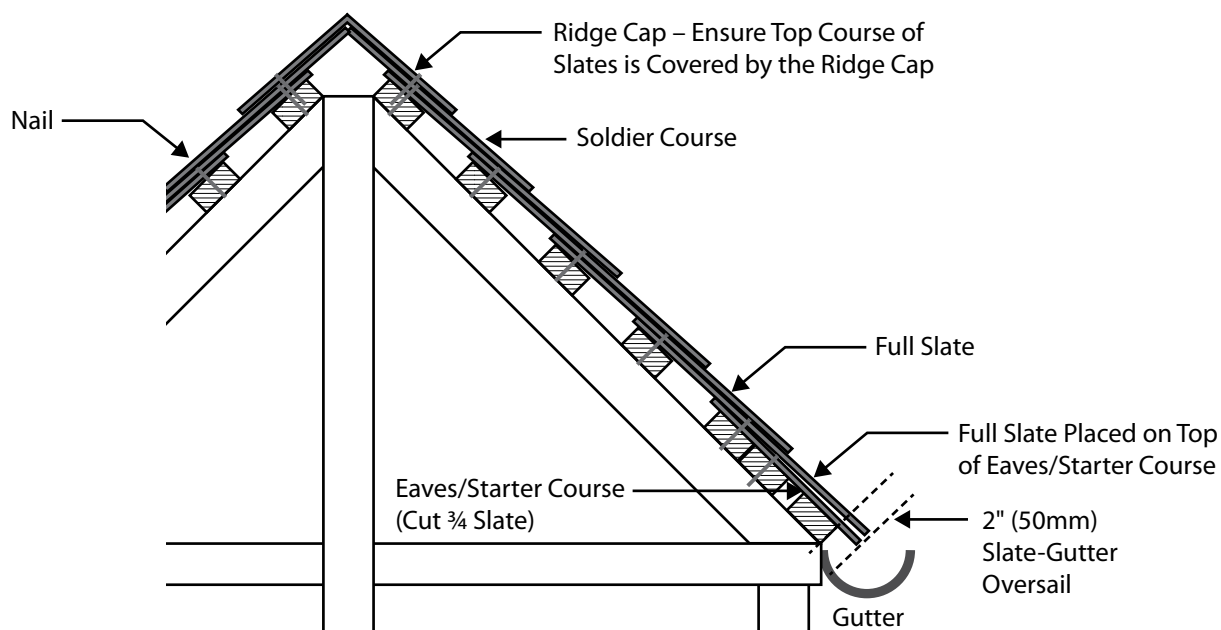 Ridge Cap – Ensure Top Course of
Slates is Covered by the Ridge Cap
Nail
Soldier Course
Full Slate
Full Slate Placed on Top
of Eaves/Starter Course
Eaves/Starter Course
(Cut ¾ Slate)
2" (50mm)
Slate-Gutter
Oversail
Gutter